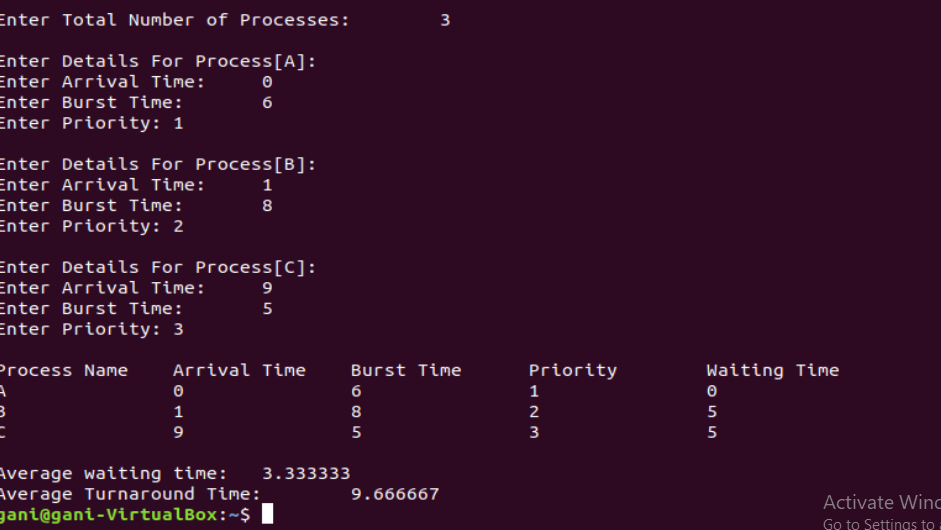 Enter Total Number of Processes: 3
Enter Details For Process[A]:
Enter Arrival Time: 0
Enter Burst Time: 6
Enter Priority: 1
Enter Details For Process[B]:
Enter Arrival Time: 1
Enter Burst Time: 8
Enter Priority: 2
Enter Details For Process[C]:
Enter Arrival Time: 9
Enter Burst Time: 5
Enter Priority: 3
Process Name Arrival Time Burst Time Priority Waiting Time
A 0 6 1 0
B 1 8 2 5
C 9 5 3 5
Average waiting time: 3.333333
Average Turnaround Time: 9.666667
gani@gani-VirtualBox:~$
Activate Wind
Go to Settings to